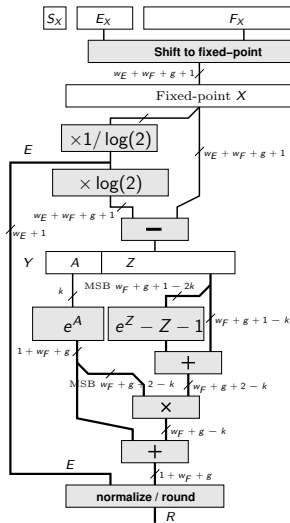 S_X E_X F_X
Shift to fixed–point
w_E + w_F + g + 1
Fixed-point X
×1/ log(2)
E
× log(2)
w_E + w_F + g + 1
w_E + w_F + g + 1
w_E + 1
−
Y A Z
MSB w_F + g + 1 − 2k
k
e^A e^Z − Z − 1
w_F + g + 1 − k
1 + w_F + g
+
MSB w_F + g + 2 − k
w_F + g + 2 − k
×
w_F + g − k
+
E
1 + w_F + g
normalize / round
R